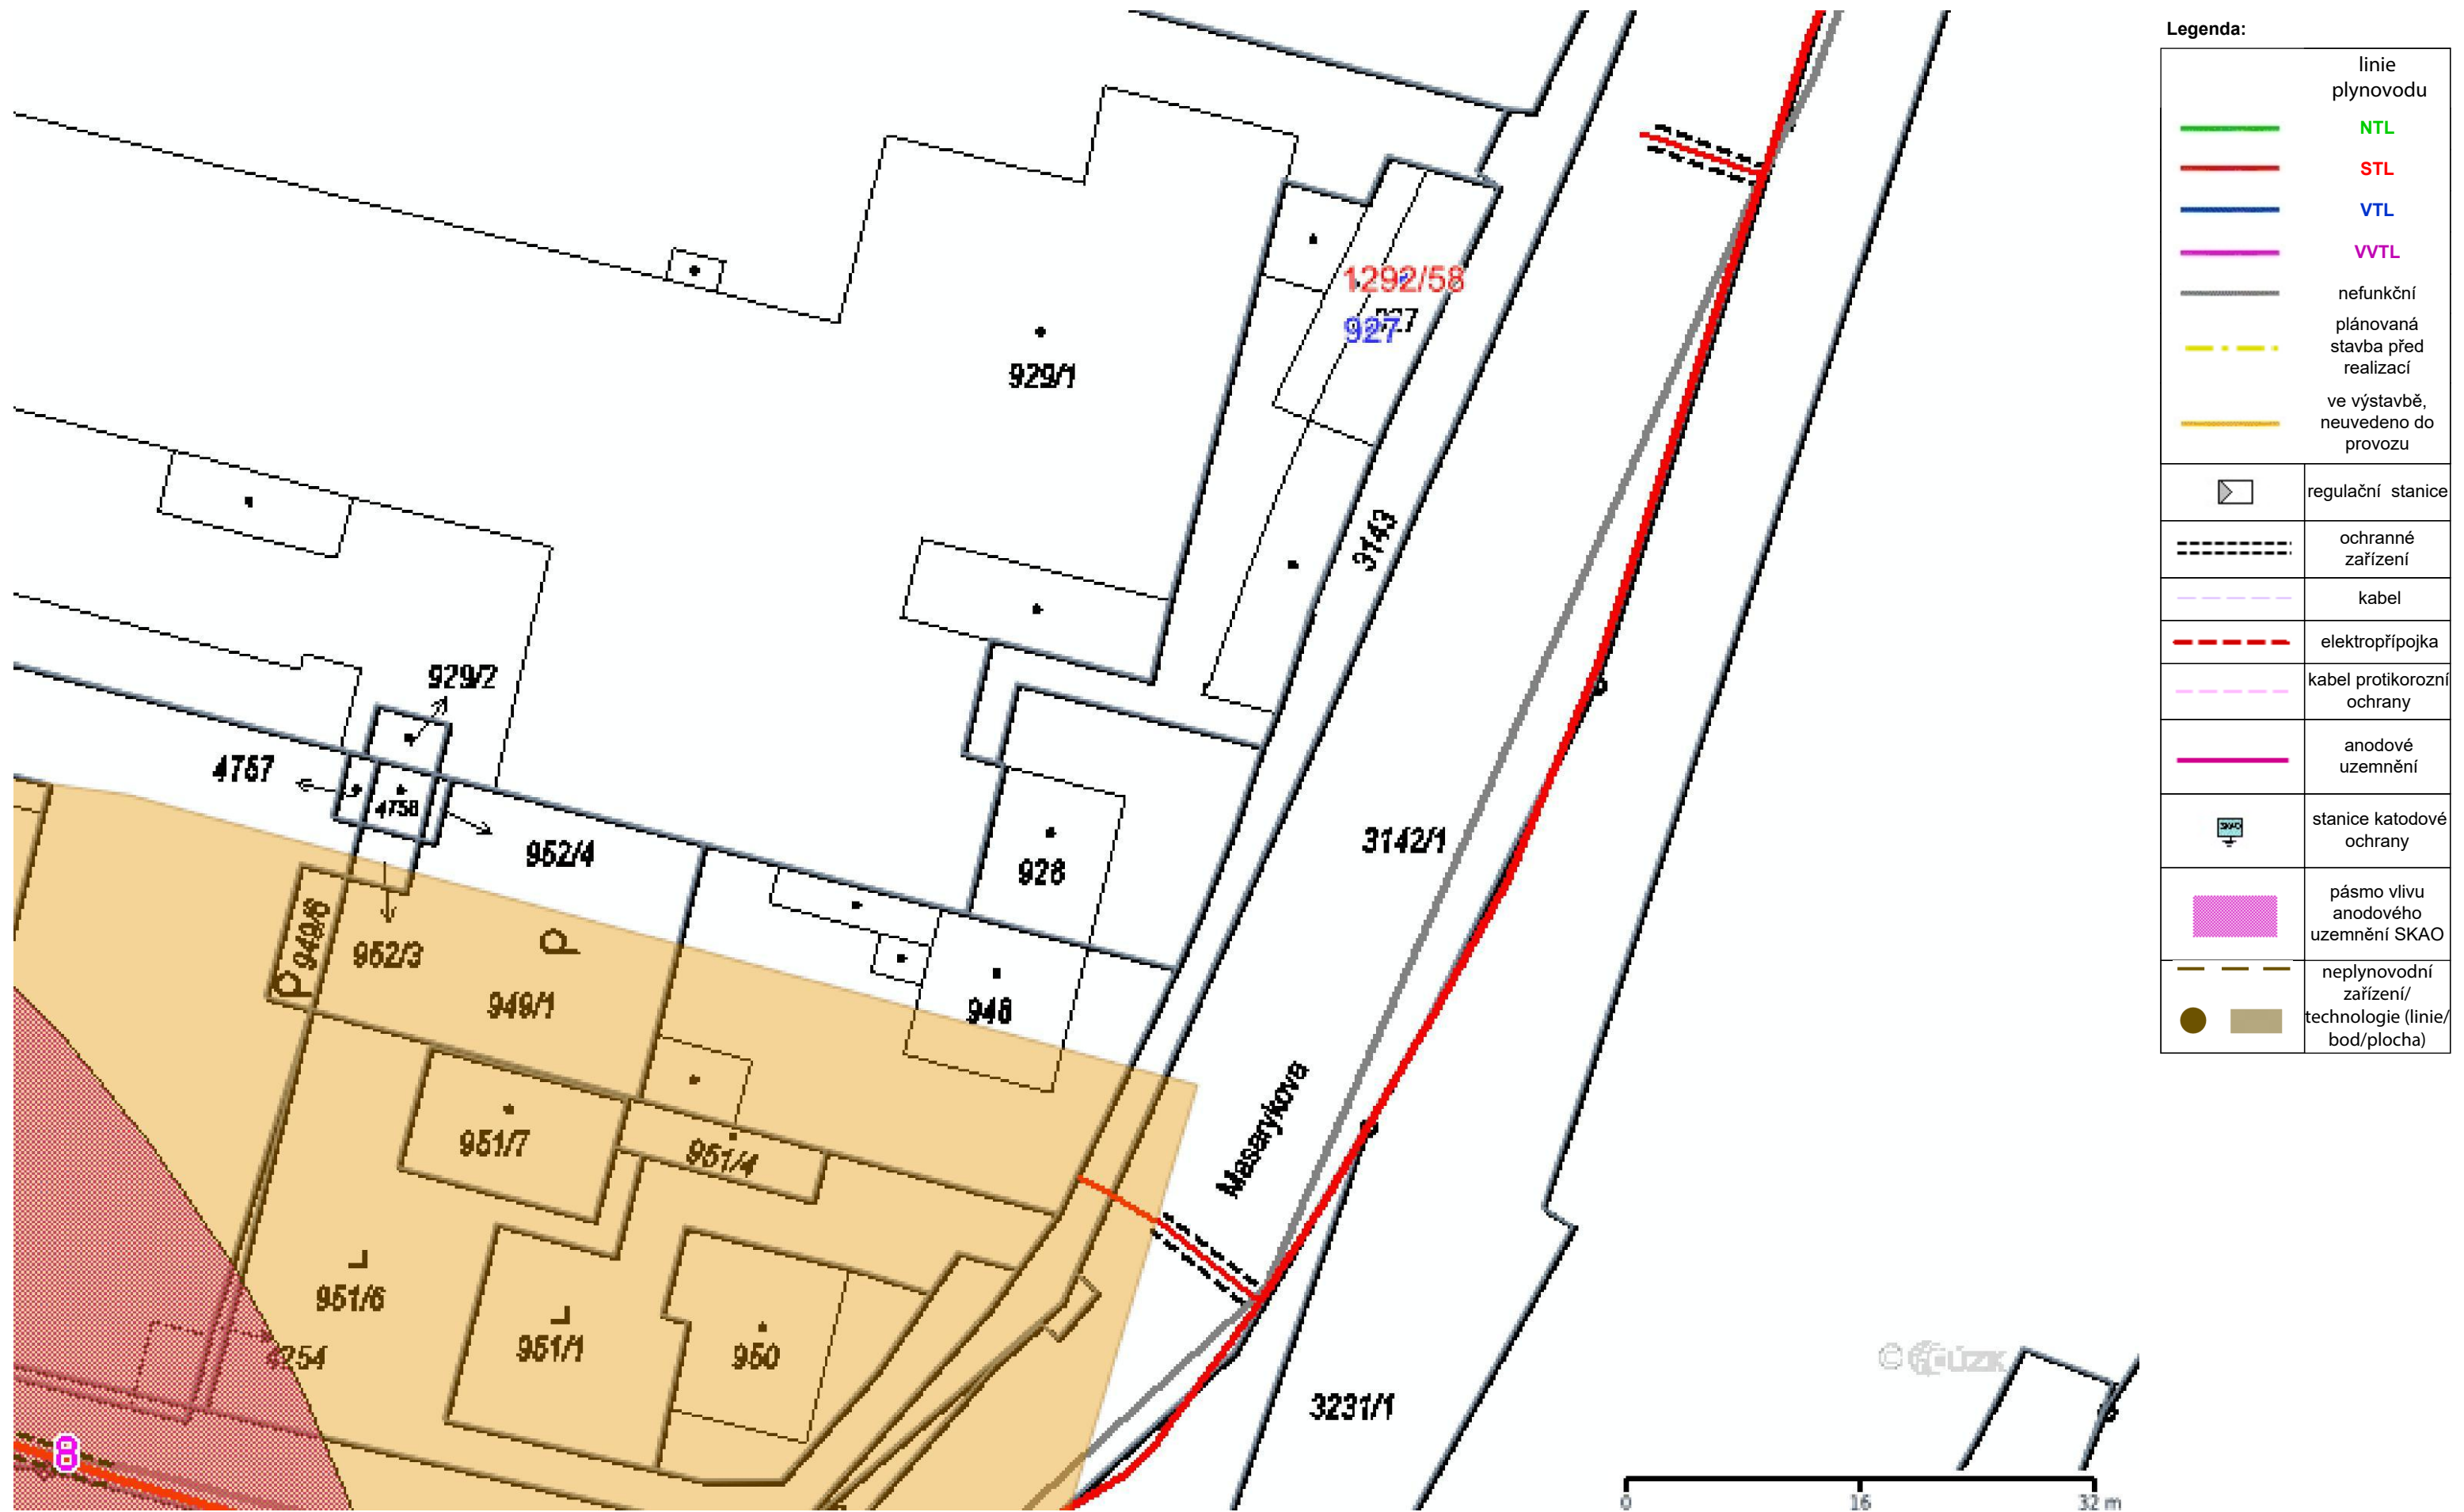 1292/58
927
929/1
3143
929/2
4757
4758
952/4
3142/1
928
949/6
952/3
949/1
948
951/7
951/4
Masarykova
951/6
951/1
950
3231/1
8
©
ČÚZK
0
16
32 m
Legenda:
linie
plynovodu
NTL
STL
VTL
VVTL
nefunkční
plánovaná
stavba před
realizací
ve výstavbě,
neuvedeno do
provozu
regulační stanice
ochranné
zařízení
kabel
elektropřípojka
kabel protikorozní
ochrany
anodové
uzemnění
SKAO
stanice katodové
ochrany
pásmo vlivu
anodového
uzemnění SKAO
neplynovodní
zařízení/
technologie (linie/
bod/plocha)